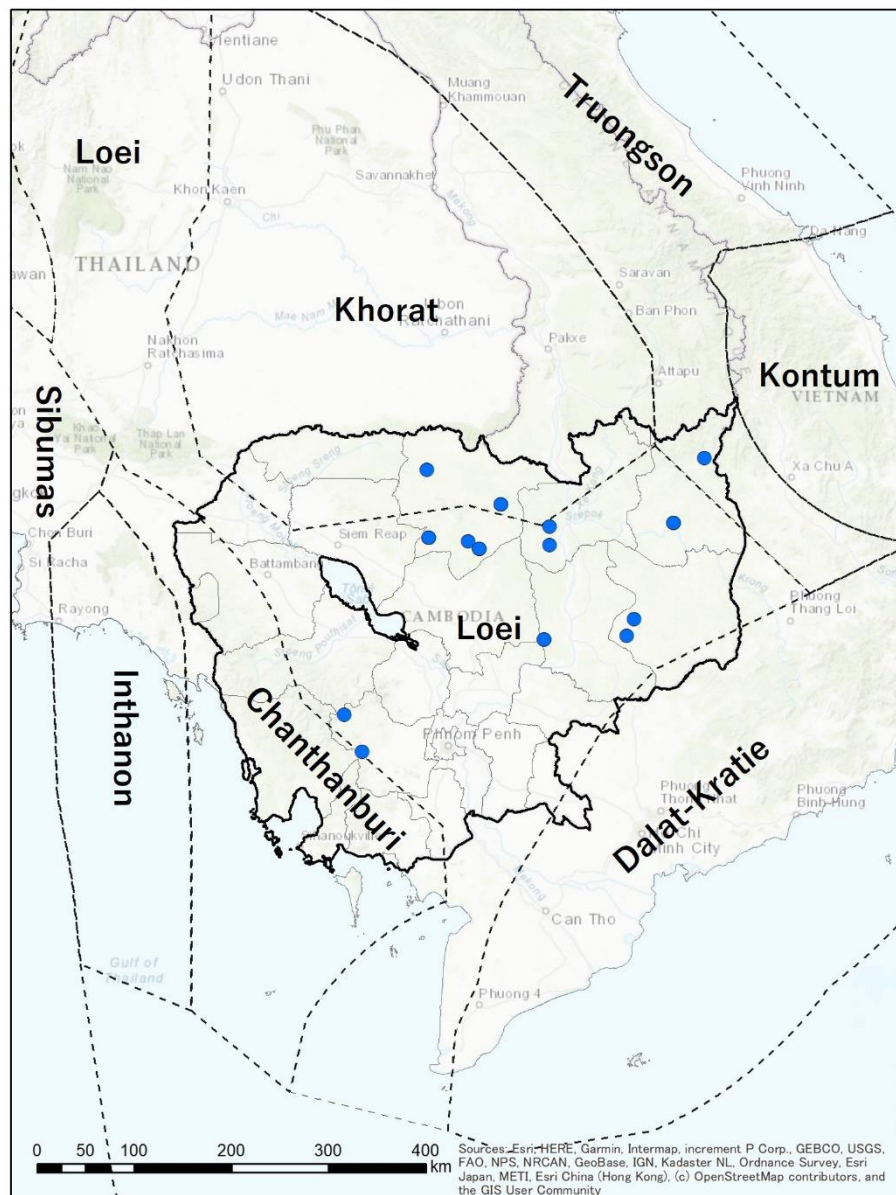 Vientiane
Udon Thani
Muang
Khammouan
Truongson
Loei
Phu Phan
National
Park
Nam Nao
National
Park
Savannakhet
Mekong
Phuong
Vinh Ninh
Khon Kaen
Chi
Da Nang
THAILAND
Saravan
Khorat
Ban Phon
Mae Nam
Ubon
Ratchathani
Nakhon
Ratchasima
Pakxe
Attapu
Kontum
VIETNAM
Sibumas
Khao
Yai National
Park
Thap Lan
National
Park
Xa Chu A
Sreng
Chon Buri
Si Racha
Siem Reap
Battambang
Rayong
CAMBODIA
Loei
Krong
Phuong
Thang Loi
Inthanon
Chanthanburi
Phnom Penh
Dalat-Kratie
Phuong
Binh Hung
Sihanoukville
Minh City
Mekong
Can Tho
Gulf of
Thailand
Phuong 4
0 50 100 200 300 400
km
Sources: Esri, HERE, Garmin, Intermap, increment P Corp., GEBCO, USGS,
FAO, NPS, NRCAN, GeoBase, IGN, Kadaster NL, Ordnance Survey, Esri
Japan, METI, Esri China (Hong Kong), (c) OpenStreetMap contributors, and
the GIS User Community